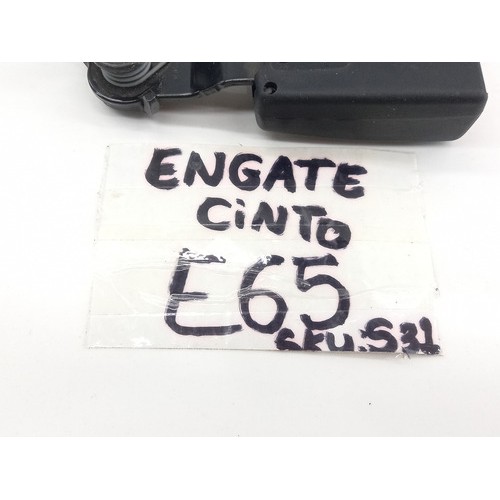 ENGATE
CiNTO
E65
SKU.S31